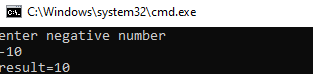 C:\Windows\system32\cmd.exe
enter negative number
-10
result=10